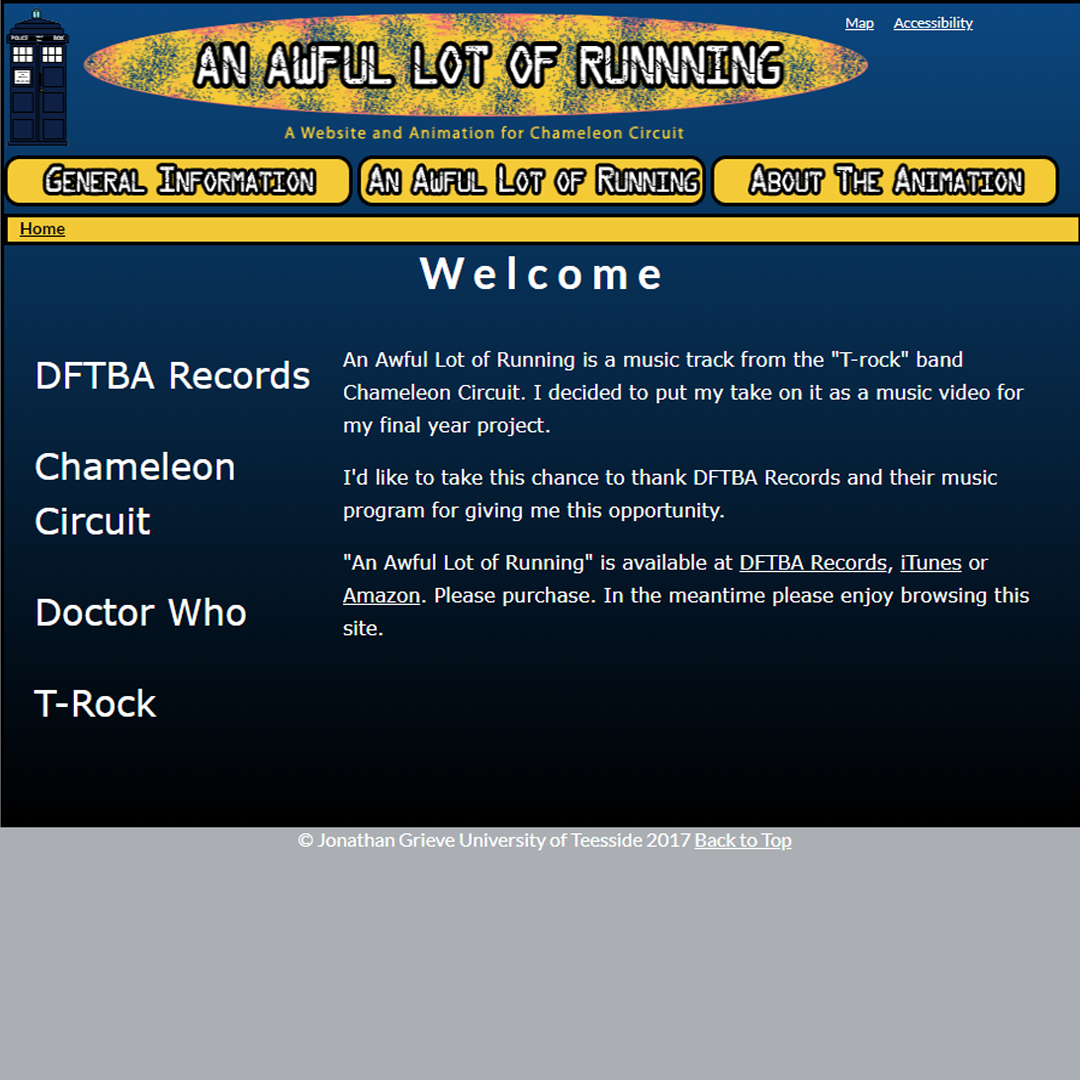 POLICE BOX
Map Accessibility
AN AWFUL LOT OF RUNNNING
A Website and Animation for Chameleon Circuit
General Information An Awful Lot of Running About The Animation
Home
Welcome
DFTBA Records
Chameleon
Circuit
Doctor Who
T-Rock
An Awful Lot of Running is a music track from the "T-rock" band
Chameleon Circuit. I decided to put my take on it as a music video for
my final year project.
I'd like to take this chance to thank DFTBA Records and their music
program for giving me this opportunity.
"An Awful Lot of Running" is available at DFTBA Records, iTunes or
Amazon. Please purchase. In the meantime please enjoy browsing this
site.
© Jonathan Grieve University of Teesside 2017 Back to Top